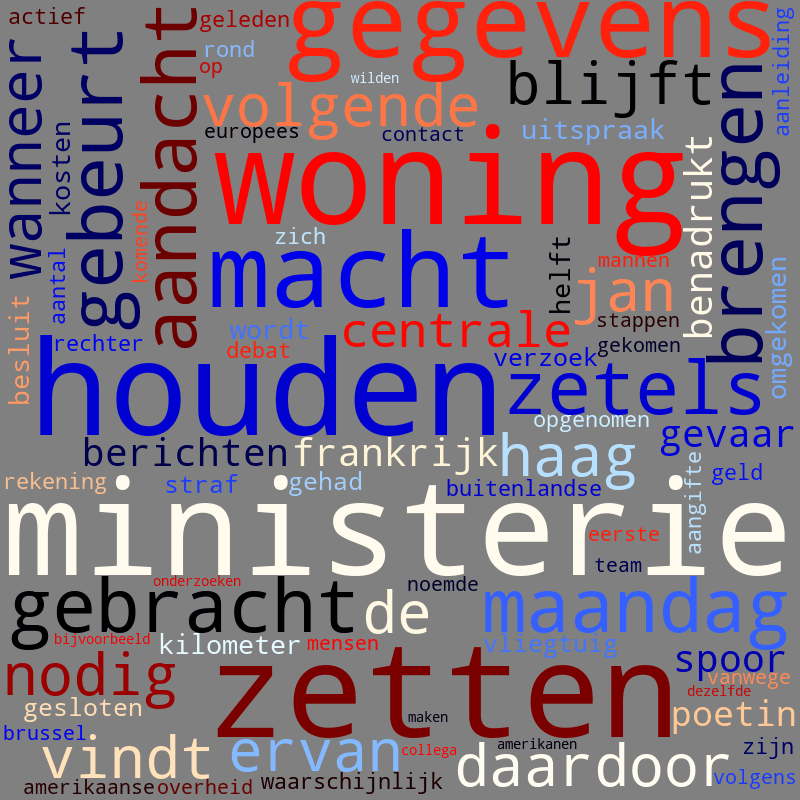 actief
geleden
gegevens
aanleiding
wanneer
gebeurt
aandacht
rond
op
wilden
blijft
brengen
volgende
europees
contact
uitspraak
kosten
woning
benadrukt
komende
zich
macht
helft
mannen
jan
aantal
omgekomen
besluit
rechter
wordt
debat
centrale
stappen
gekomen
verzoek
houden
zetels
opgenomen
gevaar
berichten
frankrijk
haag
aangifte
geld
rekening
straf
gehad
buitenlandse
ministerie
eerste
team
onderzoeken
noemde
gebracht
de
maandag
bijvoorbeeld
kilometer
mensen
vliegtuig
nodig
zetten
spoor
vanwege
dezelfde
gesloten
maken
poetin
brussel
vindt
ervan
collega
amerikanen
zijn
daardoor
volgens
amerikaanse
overheid
waarschijnlijk